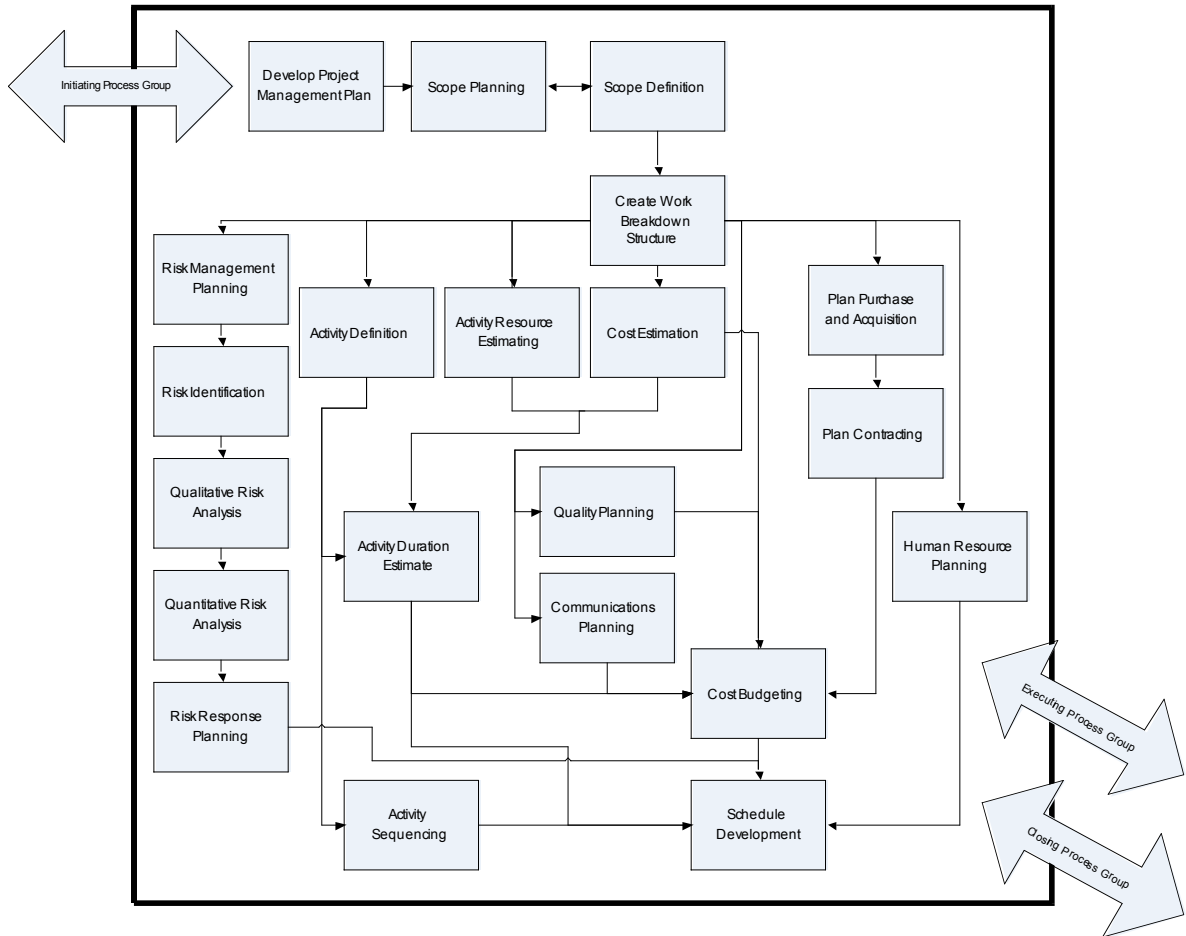 Initiating Process Group
Develop Project
Management Plan
Scope Planning
Scope Definition
Create Work
Breakdown
Structure
Risk Management
Planning
Activity Definition
Activity Resource
Estimating
Cost Estimation
Plan Purchase
and Acquisition
Risk Identification
Plan Contracting
Qualitative Risk
Analysis
Quality Planning
Activity Duration
Estimate
Human Resource
Planning
Quantitative Risk
Analysis
Communications
Planning
Cost Budgeting
Executing Process Group
Risk Response
Planning
Activity
Sequencing
Schedule
Development
Closing Process Group